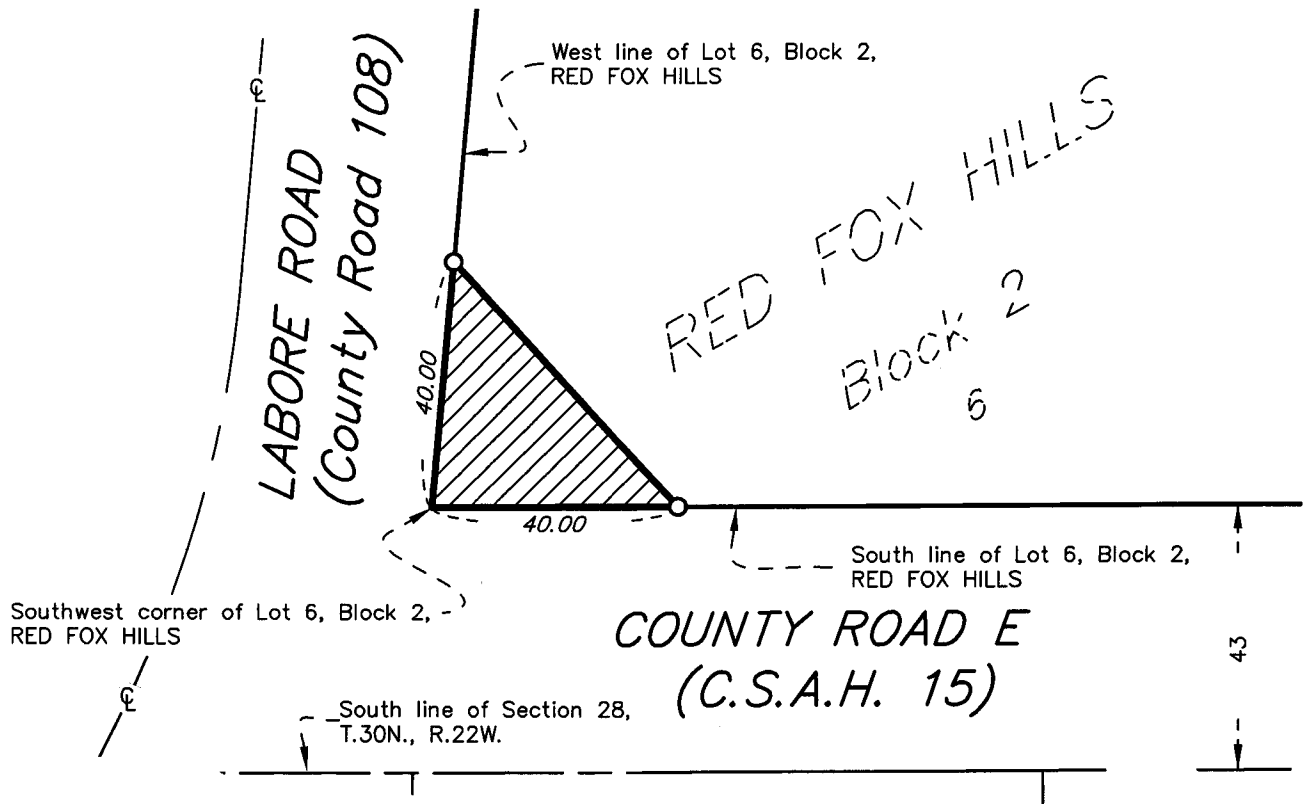 West line of Lot 6, Block 2,
RED FOX HILLS
℄
LABORE ROAD
(County Road 108)
RED FOX HILLS
Block 2
6
40.00
40.00
South line of Lot 6, Block 2,
RED FOX HILLS
Southwest corner of Lot 6, Block 2,
RED FOX HILLS
COUNTY ROAD E
(C.S.A.H. 15)
43
℄
South line of Section 28,
T.30N., R.22W.